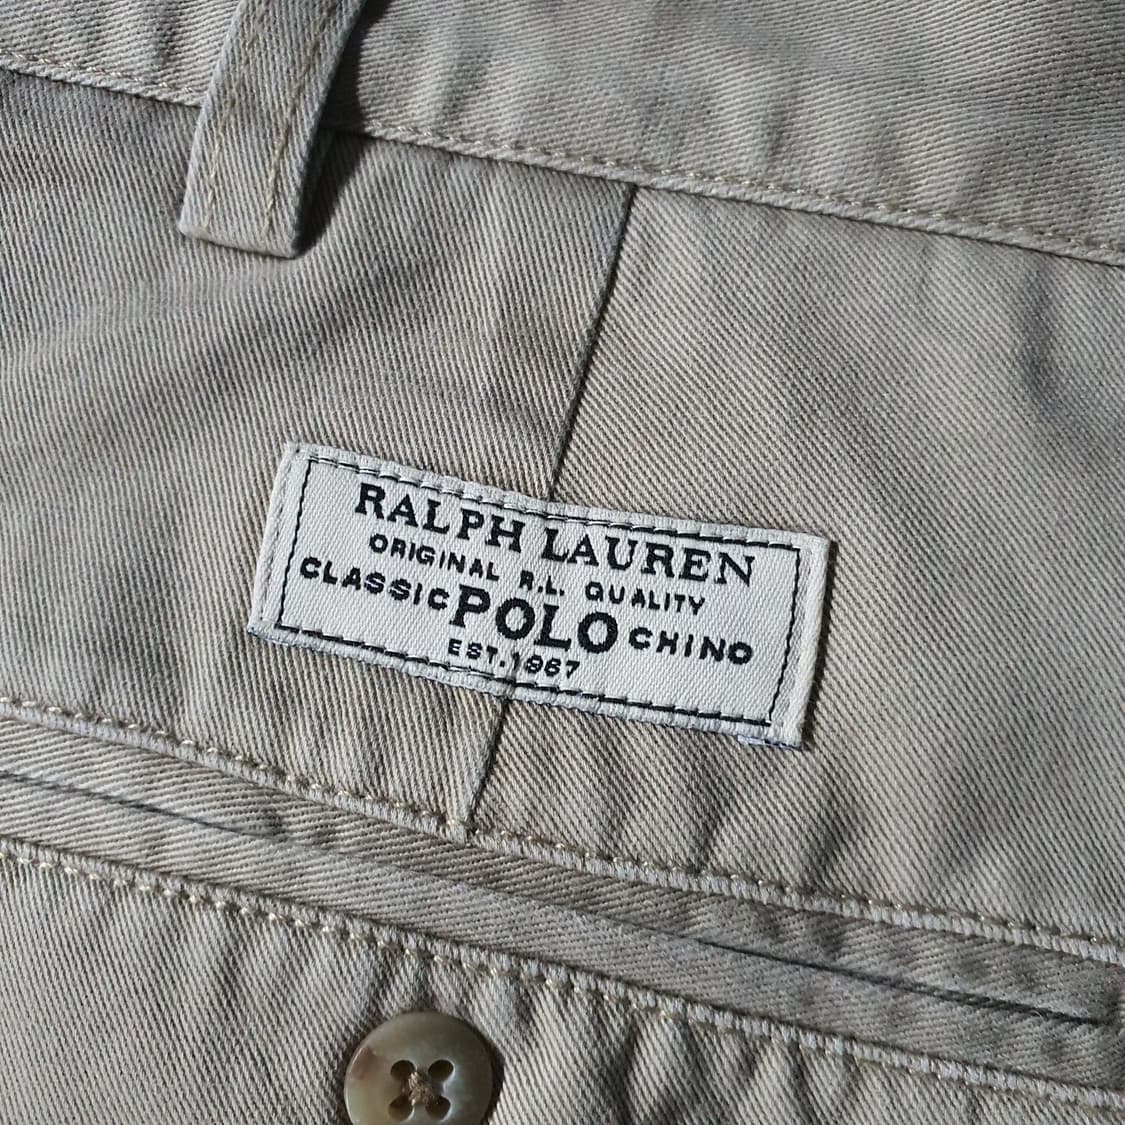 RALPH LAUREN
ORIGINAL R.L. QUALITY
CLASSIC POLO CHINO
EST. 1967